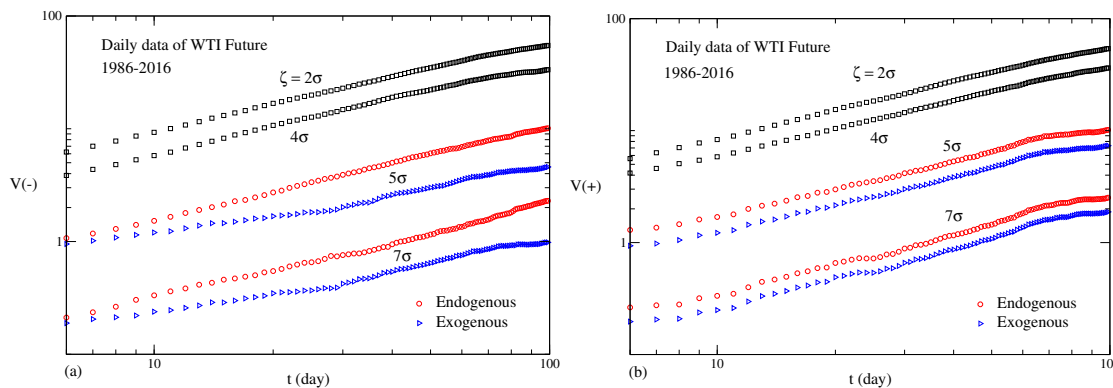 100
Daily data of WTI Future
1986-2016
ζ = 2σ
4σ
V(-)
5σ
1
7σ
Endogenous
Exogenous
10
100
(a)
t (day)
100
Daily data of WTI Future
1986-2016
ζ = 2σ
4σ
5σ
V(+)
7σ
1
Endogenous
Exogenous
10
10
(b)
t (day)